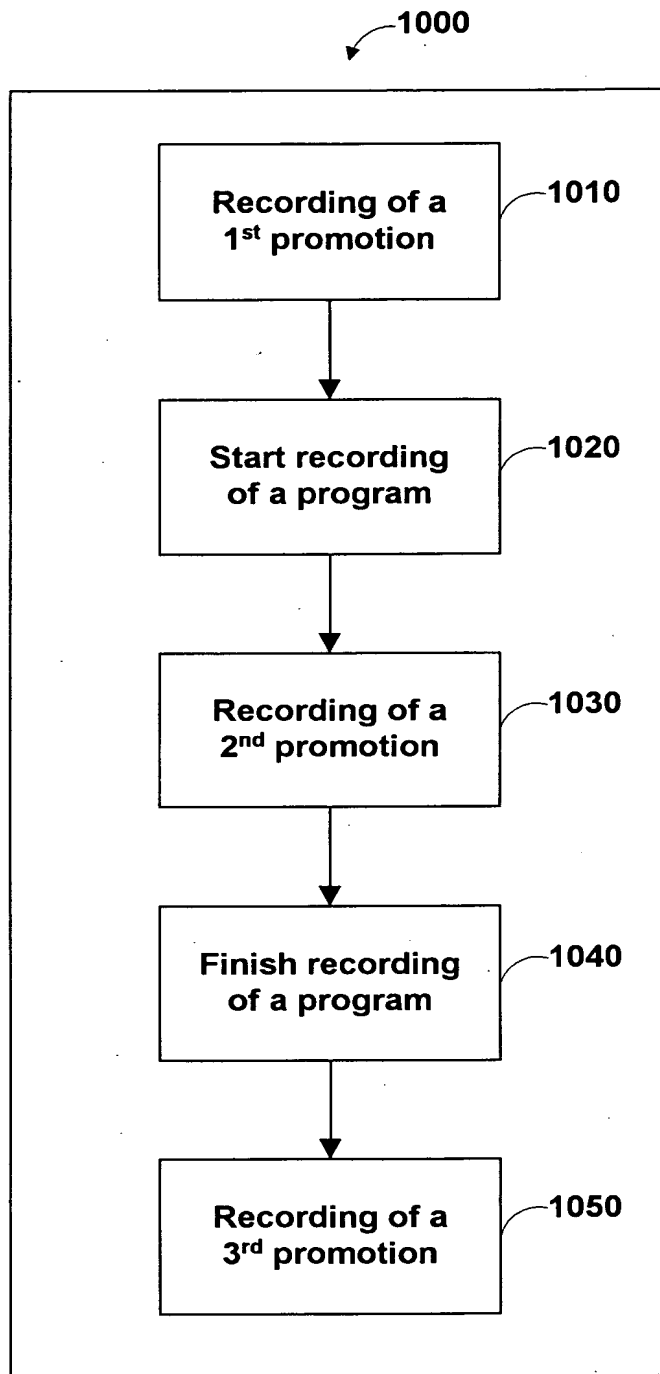 1000
Recording of a
1st promotion
1010
Start recording
of a program
1020
Recording of a
2nd promotion
1030
Finish recording
of a program
1040
Recording of a
3rd promotion
1050